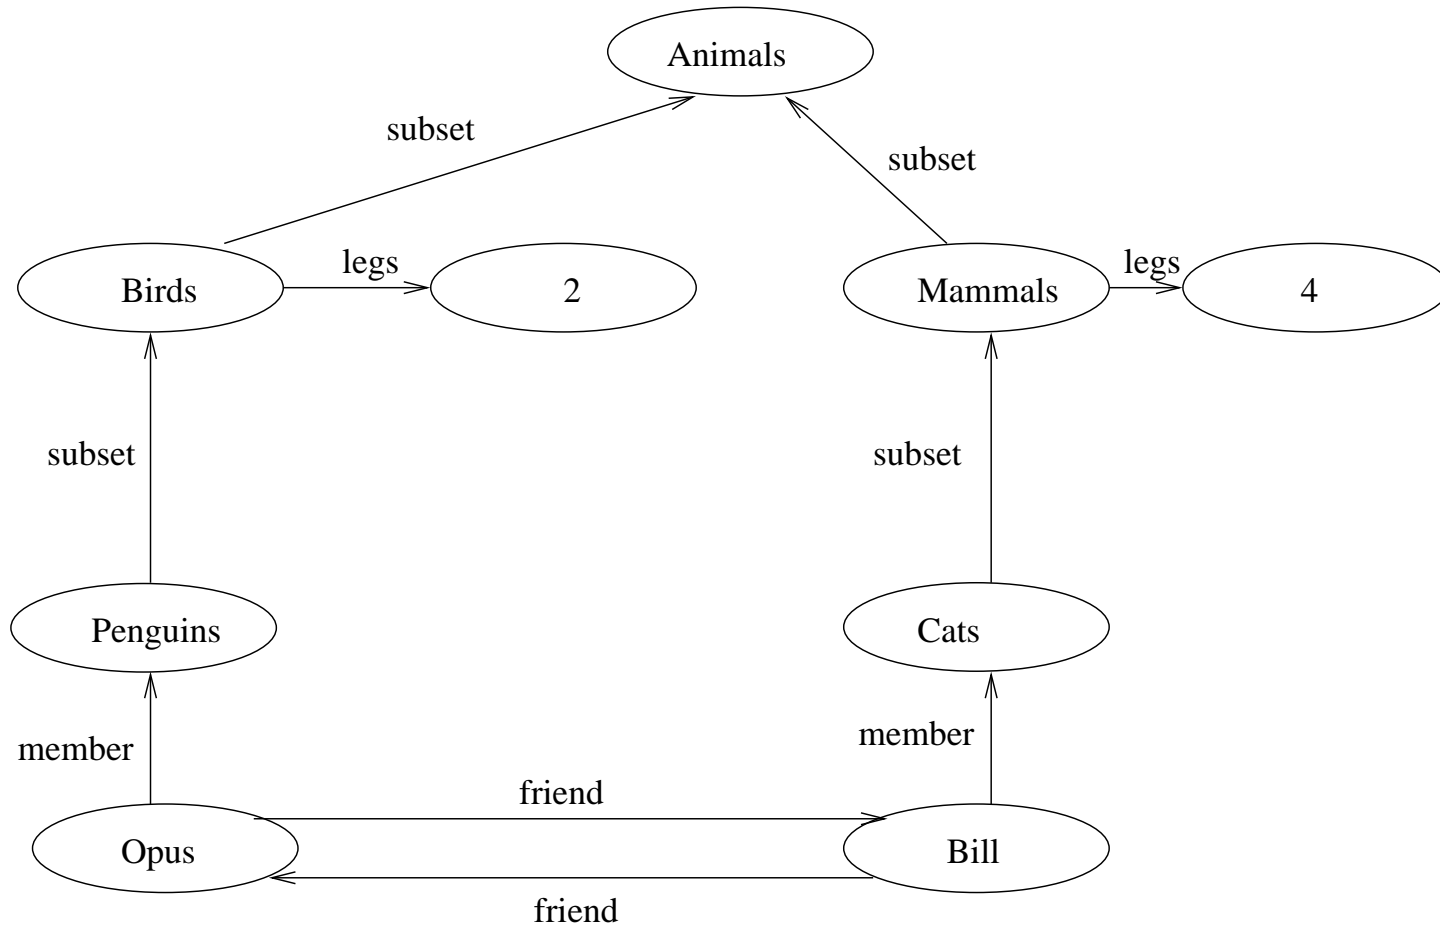 Animals
subset
subset
Birds
legs
2
Mammals
legs
4
subset
subset
Penguins
Cats
member
member
friend
Opus
Bill
friend